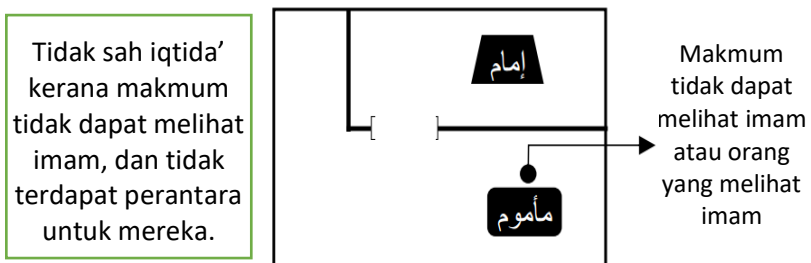 Tidak sah iqtida’
kerana makmum
tidak dapat melihat
imam, dan tidak
terdapat perantara
untuk mereka.
إمام
مأموم
Makmum
tidak dapat
melihat imam
atau orang
yang melihat
imam